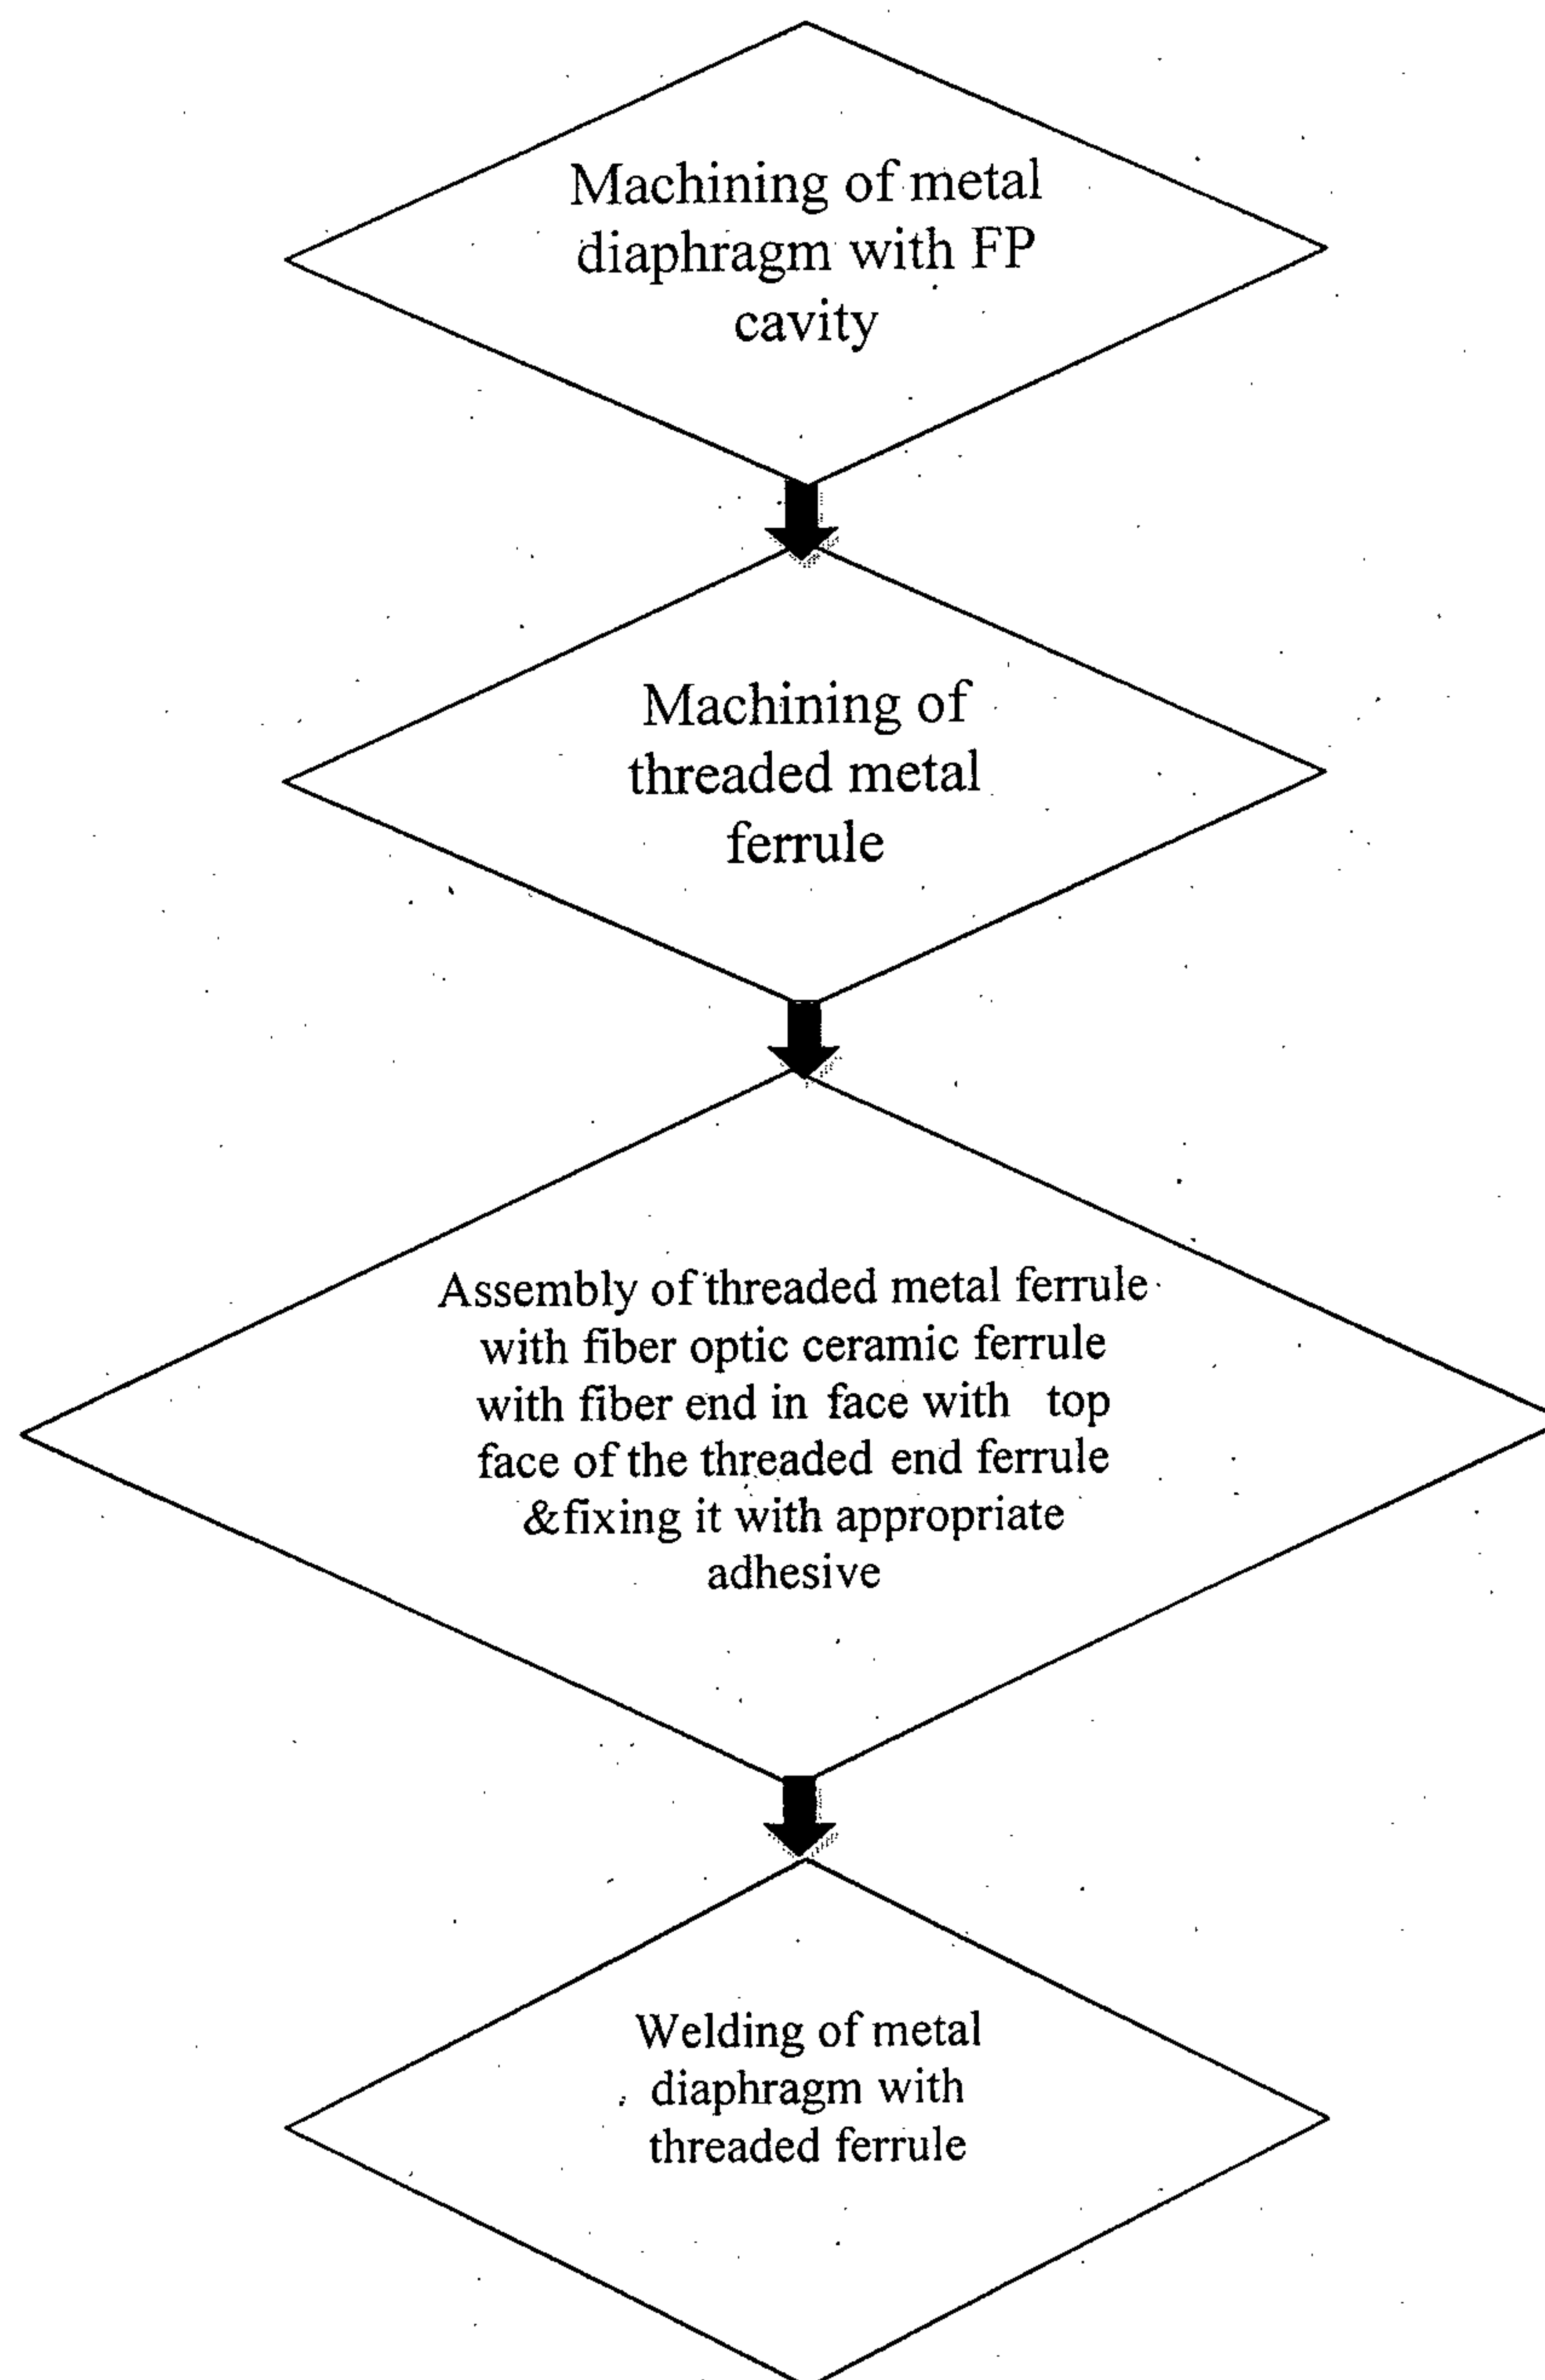 Machining of metal
diaphragm with FP
cavity
Machining of
threaded metal
ferrule
Assembly of threaded metal ferrule
with fiber optic ceramic ferrule
with fiber end in face with top
face of the threaded end ferrule
&fixing it with appropriate
adhesive
Welding of metal
diaphragm with
threaded ferrule